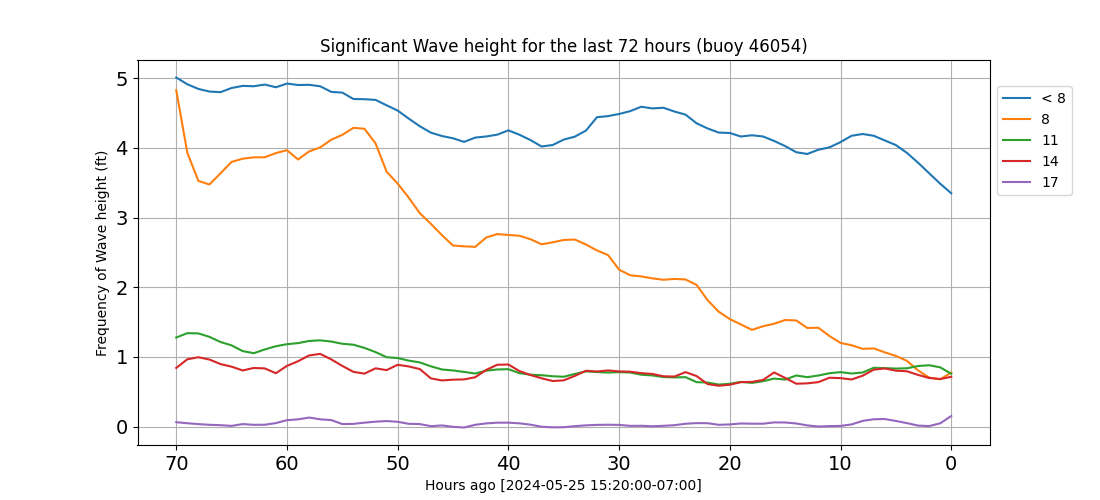 Significant Wave height for the last 72 hours (buoy 46054)
Frequency of Wave height (ft)
5
4
3
2
1
0
70 60 50 40 30 20 10 0
Hours ago [2024-05-25 15:20:00-07:00]
< 8
8
11
14
17